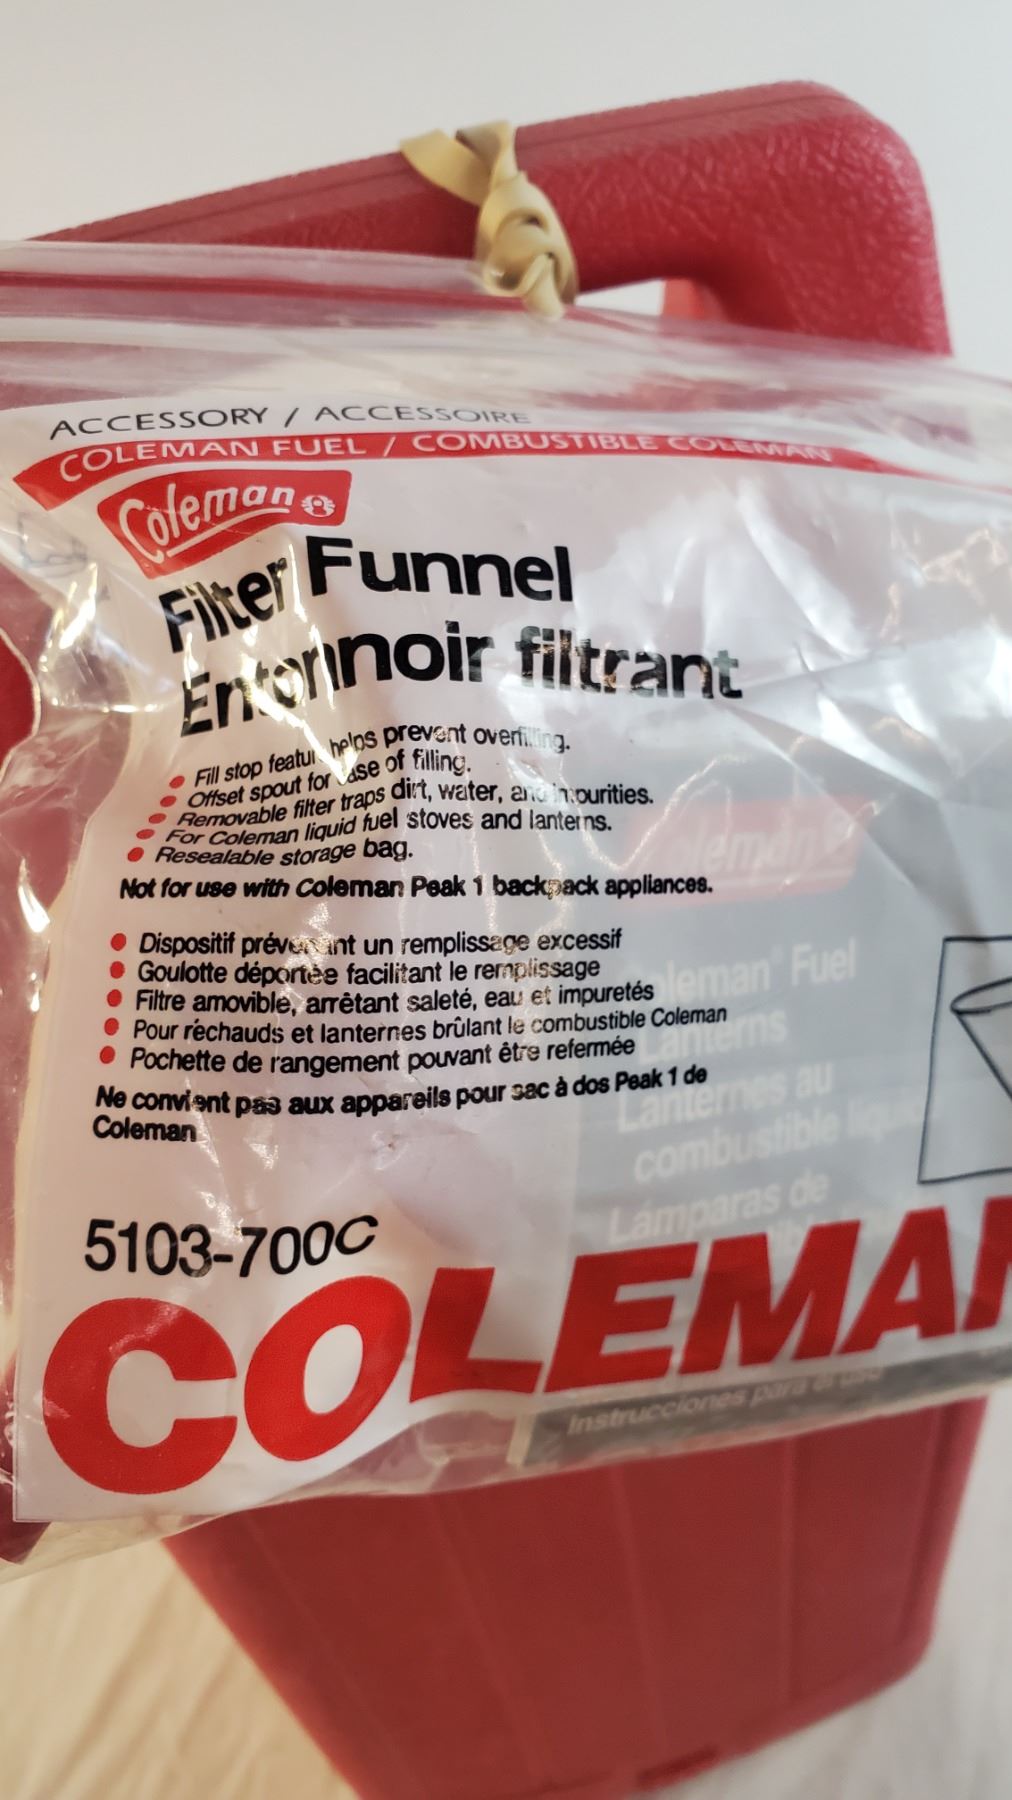 ACCESSORY / ACCESSOIRE
COLEMAN FUEL / COMBUSTIBLE COLEMAN
Coleman
Filter Funnel
Entonnoir filtrant
Fill stop featu helps prevent overfilling.
Offset spout for ease of filling.
Removable filter traps dirt, water, and impurities.
For Coleman liquid fuel stoves and lanterns.
Resealable storage bag.
Not for use with Coleman Peak 1 backpack appliances.
Dispositif prévenant un remplissage excessif
Goulotte déportée facilitant le remplissage
Filtre amovible, arrêtant saleté, eau et impuretés
Pour réchauds et lanternes brûlant le combustible Coleman
Pochette de rangement pouvant être refermée
Ne convient pas aux appareils pour sac à dos Peak 1 de
Coleman
5103-700C
COLEMAN
Coleman
Coleman Fuel
Lanterns
Lanternes au
combustible
Lámparas de
Instrucciones para el uso